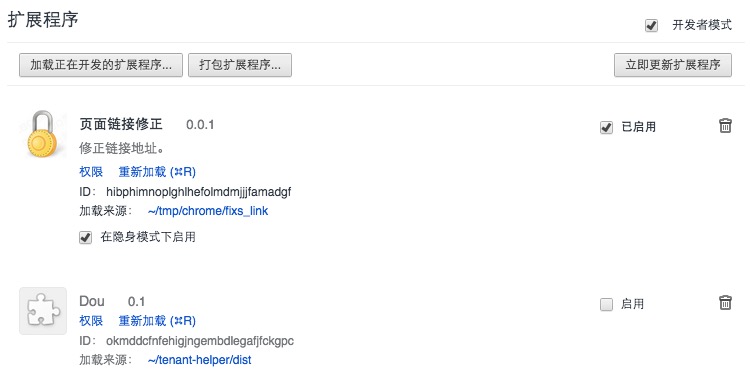 扩展程序
开发者模式
加载正在开发的扩展程序... 打包扩展程序... 立即更新扩展程序
页面链接修正 0.0.1 已启用
修正链接地址。
权限 重新加载 (⌘R)
ID： hibphimnoplghlhefolmdmjjjfamadgf
加载来源： ~/tmp/chrome/fixs_link
在隐身模式下启用
Dou 0.1 启用
权限 重新加载 (⌘R)
ID： okmddcfnfehigjngembdlegafjfckgpc
加载来源： ~/tenant-helper/dist